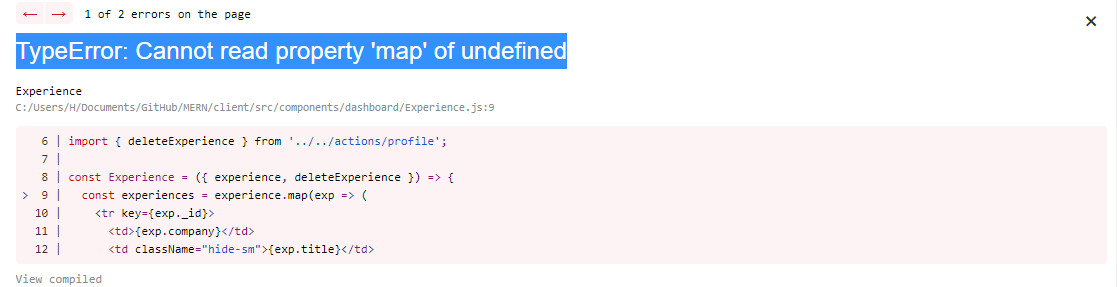 ← → 1 of 2 errors on the page
✕
TypeError: Cannot read property 'map' of undefined
Experience
C:/Users/H/Documents/GitHub/MERN/client/src/components/dashboard/Experience.js:9
6 | import { deleteExperience } from '../../actions/profile';
7 |
8 | const Experience = ({ experience, deleteExperience }) => {
> 9 |   const experiences = experience.map(exp => (
10 |     <tr key={exp._id}>
11 |       <td>{exp.company}</td>
12 |       <td className="hide-sm">{exp.title}</td>
View compiled